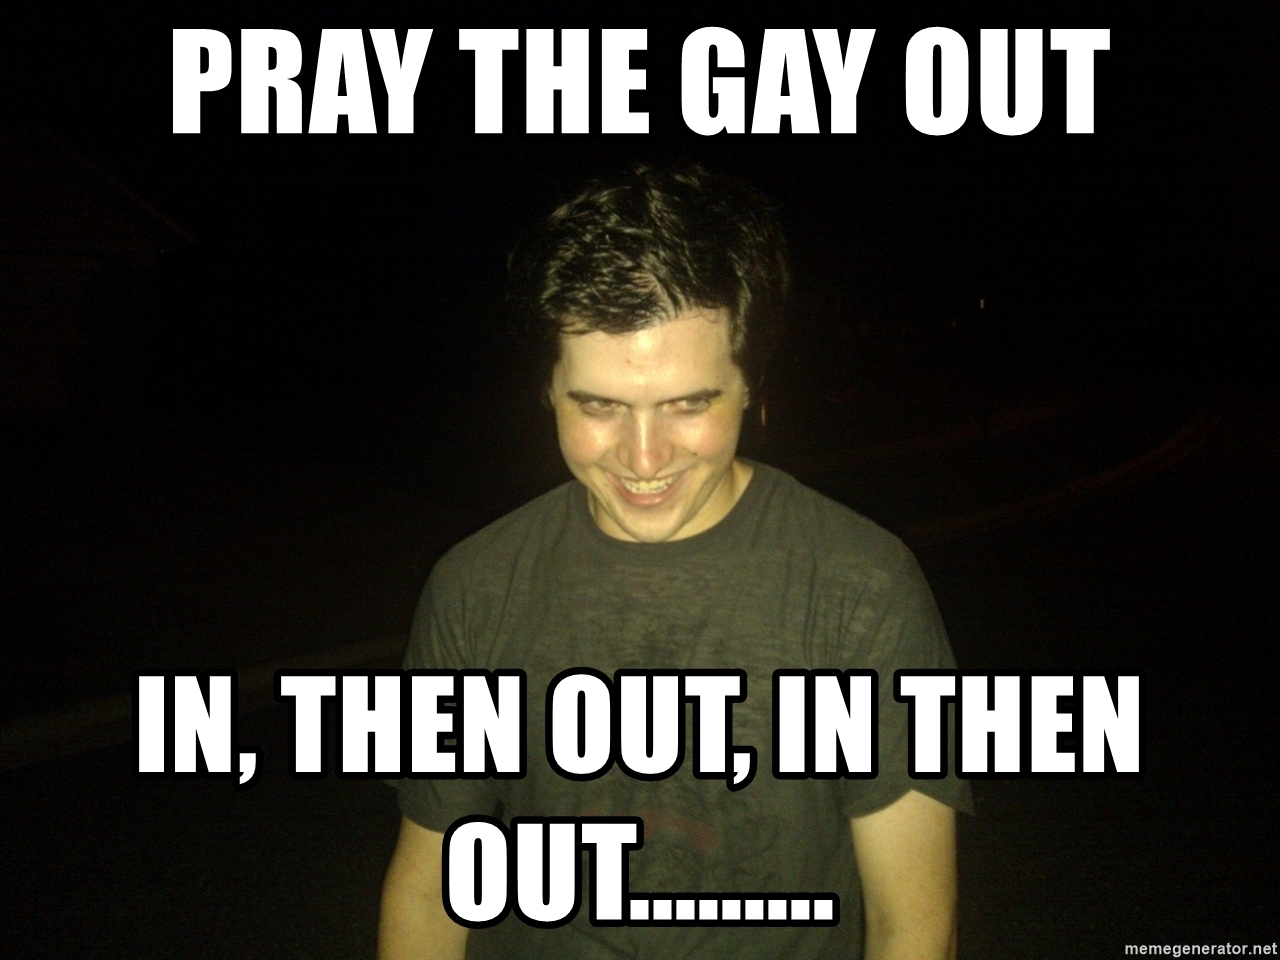 PRAY THE GAY OUT
IN, THEN OUT, IN THEN
OUT.........
memegenerator.net